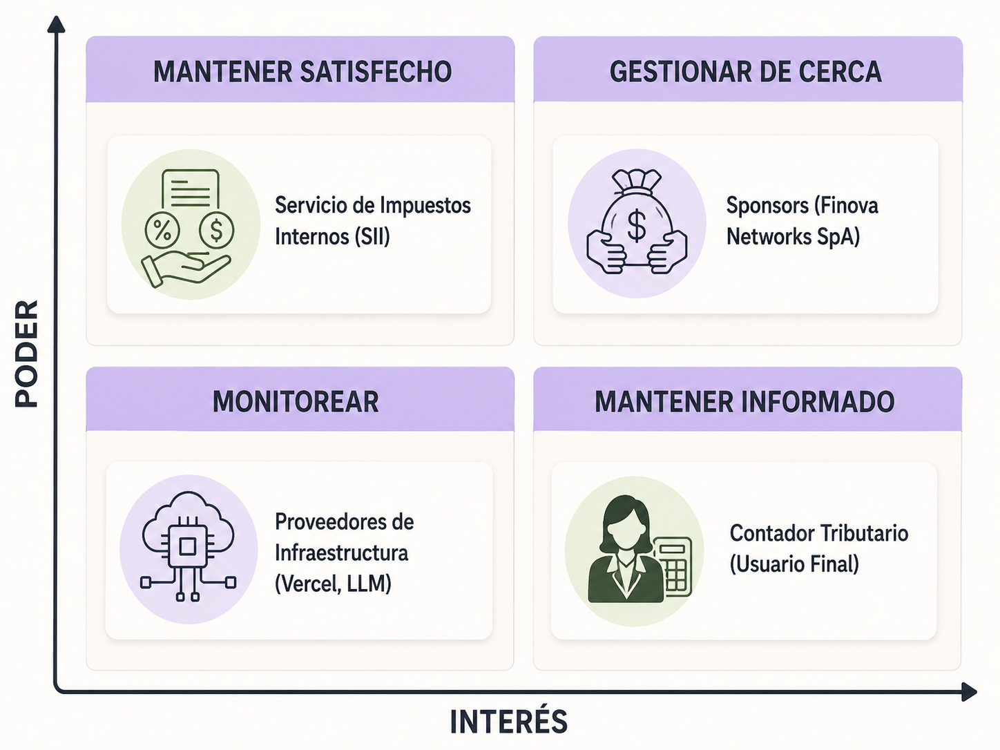 MANTENER SATISFECHO
GESTIONAR DE CERCA
%
$
Servicio de Impuestos
Internos (SII)
$
Sponsors (Finova
Networks SpA)
PODER
MONITOREAR
MANTENER INFORMADO
Proveedores de
Infraestructura
(Vercel, LLM)
Contador Tributario
(Usuario Final)
INTERÉS